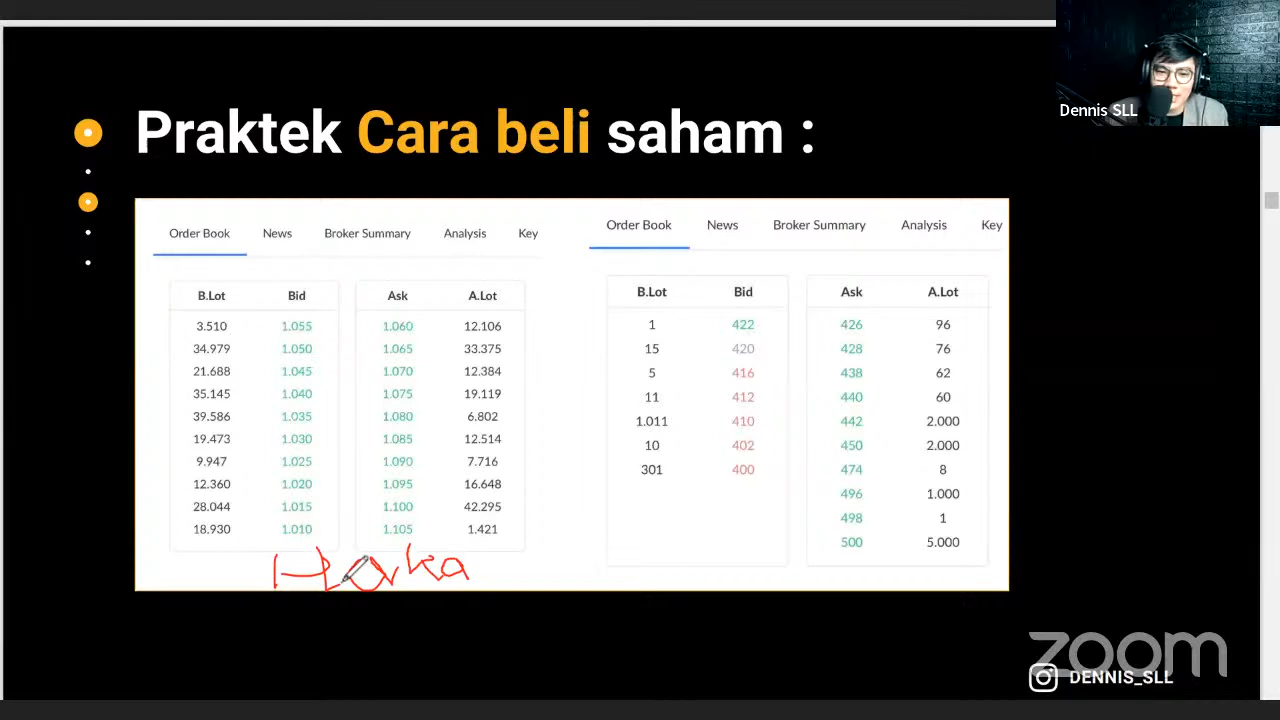 Dennis SLL
Praktek Cara beli saham :
Order Book News Broker Summary Analysis Key
B.Lot Bid Ask A.Lot
3.510 1.055 1.060 12.106
34.979 1.050 1.065 33.375
21.688 1.045 1.070 12.384
35.145 1.040 1.075 19.119
39.586 1.035 1.080 6.802
19.473 1.030 1.085 12.514
9.947 1.025 1.090 7.716
12.360 1.020 1.095 16.648
28.044 1.015 1.100 42.295
18.930 1.010 1.105 1.421
Haka
Order Book News Broker Summary Analysis Key
B.Lot Bid Ask A.Lot
1 422 426 96
15 420 428 76
5 416 438 62
11 412 440 60
1.011 410 442 2.000
10 402 450 2.000
301 400 474 8
496 1.000
498 1
500 5.000
zoom
DENNIS_SLL